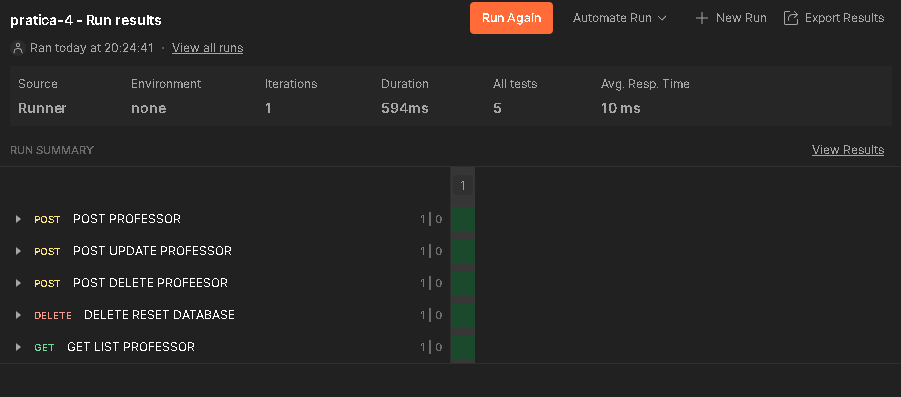 pratica-4 - Run results
Run Again
Automate Run
New Run
Export Results
Ran today at 20:24:41 · View all runs
Source Environment Iterations Duration All tests Avg. Resp. Time
Runner none 1 594ms 5 10 ms
RUN SUMMARY View Results
1
POST POST PROFESSOR 1 | 0
POST POST UPDATE PROFESSOR 1 | 0
POST POST DELETE PROFEESOR 1 | 0
DELETE DELETE RESET DATABASE 1 | 0
GET GET LIST PROFESSOR 1 | 0